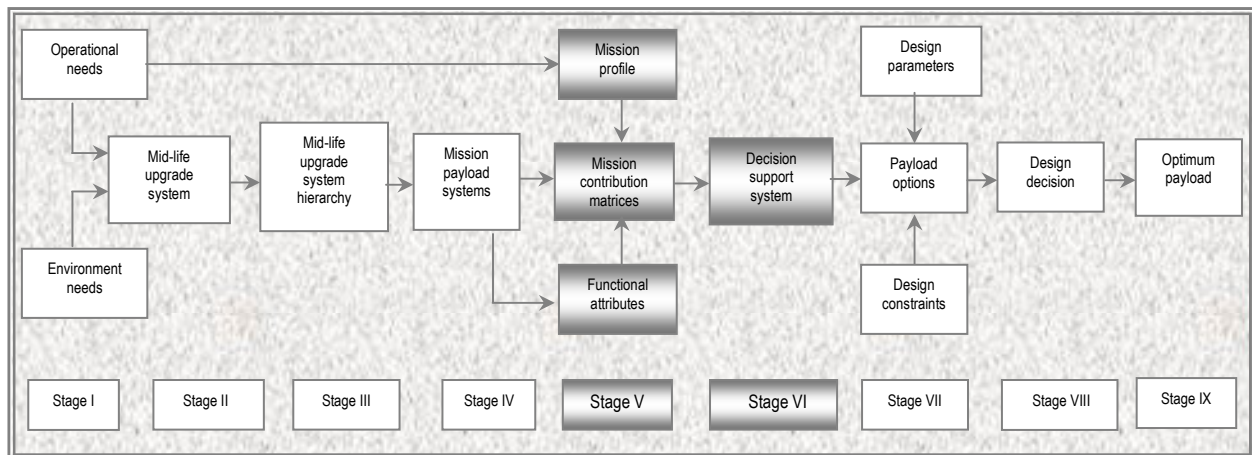 Operational
needs
Mission
profile
Design
parameters
Mid-life
upgrade
system
Mid-life
upgrade
system
hierarchy
Mission
payload
systems
Mission
contribution
matrices
Decision
support
system
Payload
options
Design
decision
Optimum
payload
Environment
needs
Functional
attributes
Design
constraints
Stage I
Stage II
Stage III
Stage IV
Stage V
Stage VI
Stage VII
Stage VIII
Stage IX